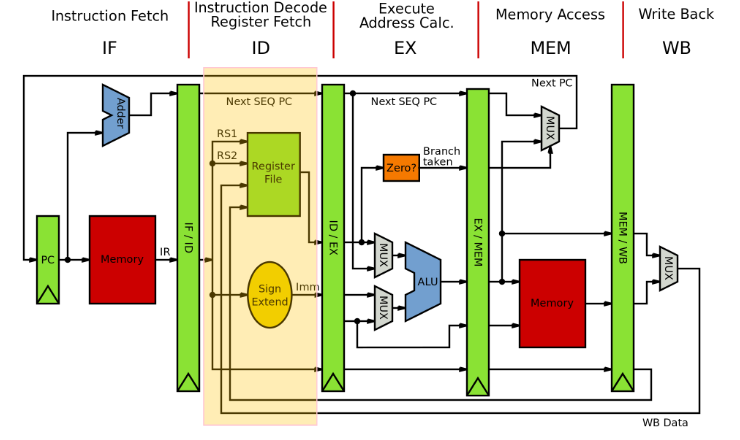 Instruction Fetch
Instruction Decode
Register Fetch
Execute
Address Calc.
Memory Access
Write Back
IF
ID
EX
MEM
WB
Next PC
Adder
Next SEQ PC
Next SEQ PC
MUX
RS1
RS2
Register
File
Branch
taken
Zero?
IF / ID
ID / EX
EX / MEM
MEM / WB
PC
Memory
IR
MUX
MUX
Sign
Extend
Imm
MUX
ALU
Memory
WB Data